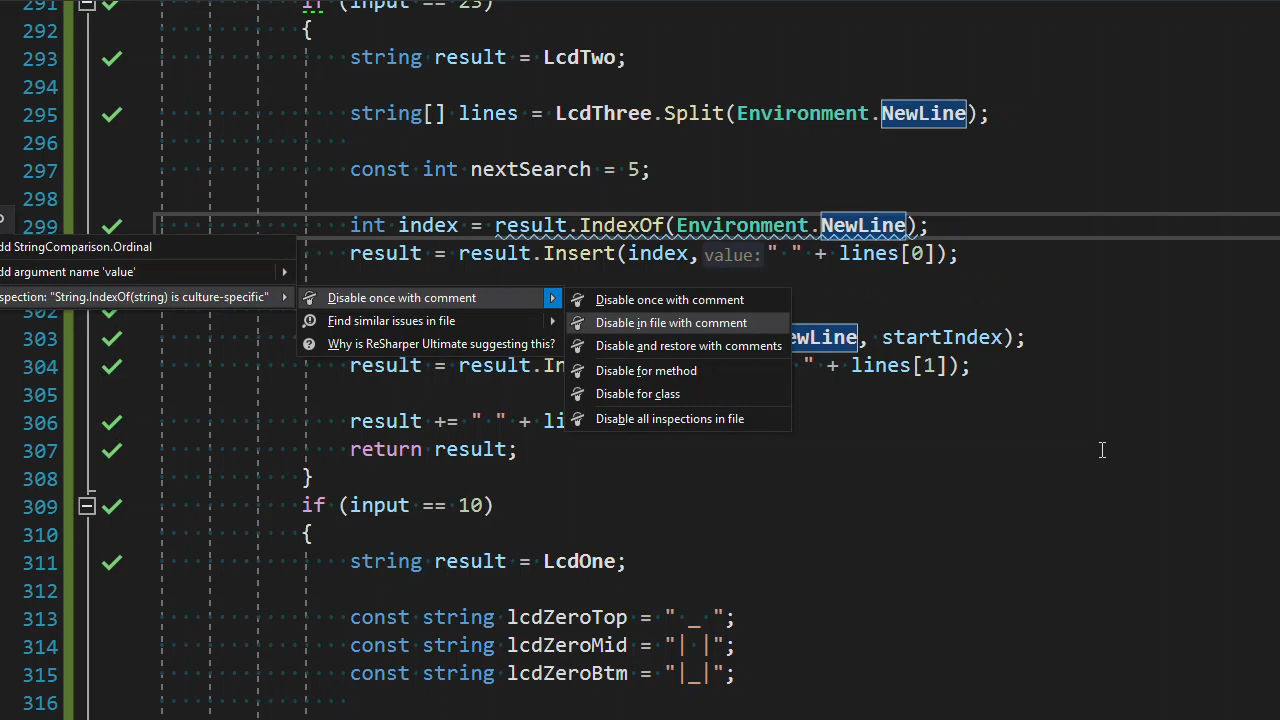 291 if (input == 23)
292 {
293 string result = LcdTwo;
294
295 string[] lines = LcdThree.Split(Environment.NewLine);
296
297 const int nextSearch = 5;
298
299 int index = result.IndexOf(Environment.NewLine);
result = result.Insert(index, value: " " + lines[0]);
dd StringComparison.Ordinal
dd argument name 'value'
spection: "String.IndexOf(string) is culture-specific"
Disable once with comment
Find similar issues in file
Why is ReSharper Ultimate suggesting this?
Disable once with comment
Disable in file with comment
Disable and restore with comments
Disable for method
Disable for class
Disable all inspections in file
302
303 ewLine, startIndex);
304 result = result.In " + lines[1]);
305
306 result += " " + li
307 return result;
308 }
309 if (input == 10)
310 {
311 string result = LcdOne;
312
313 const string lcdZeroTop = " _ ";
314 const string lcdZeroMid = "| |";
315 const string lcdZeroBtm = "|_|";
316